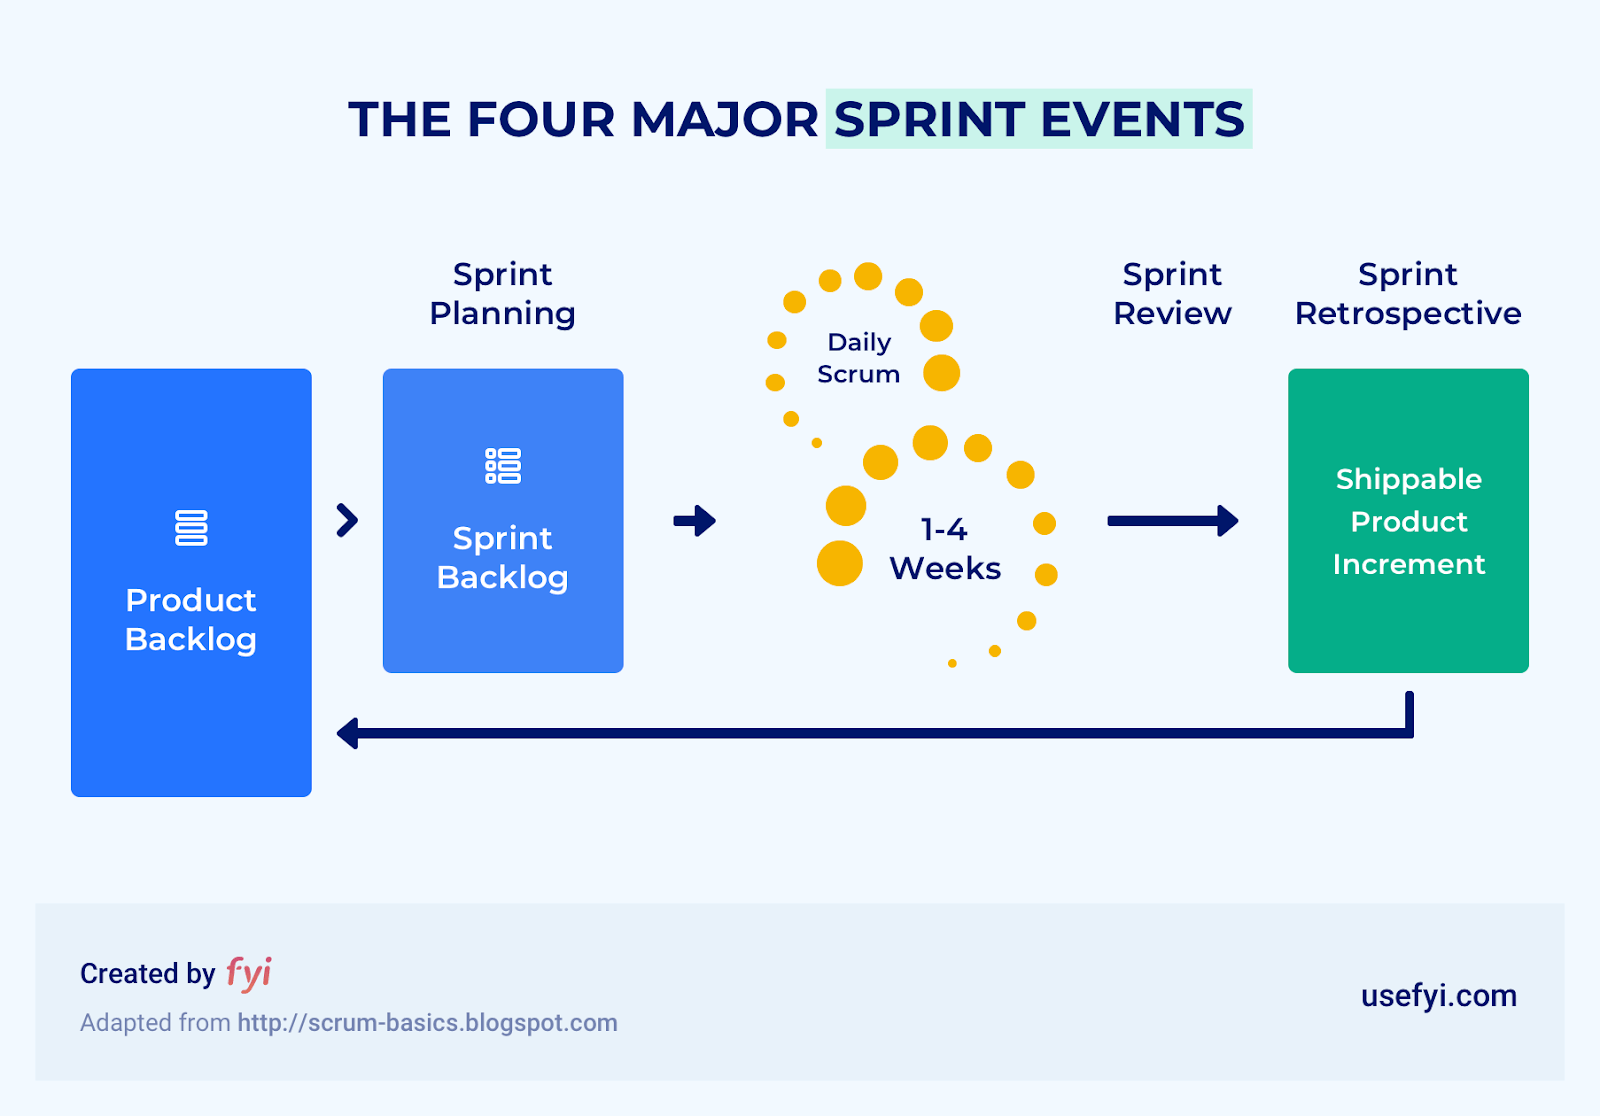 THE FOUR MAJOR SPRINT EVENTS
Sprint
Planning
Sprint
Review
Sprint
Retrospective
Daily
Scrum
Product
Backlog
Sprint
Backlog
1-4
Weeks
Shippable
Product
Increment
Created by fyi
Adapted from http://scrum-basics.blogspot.com
usefyi.com